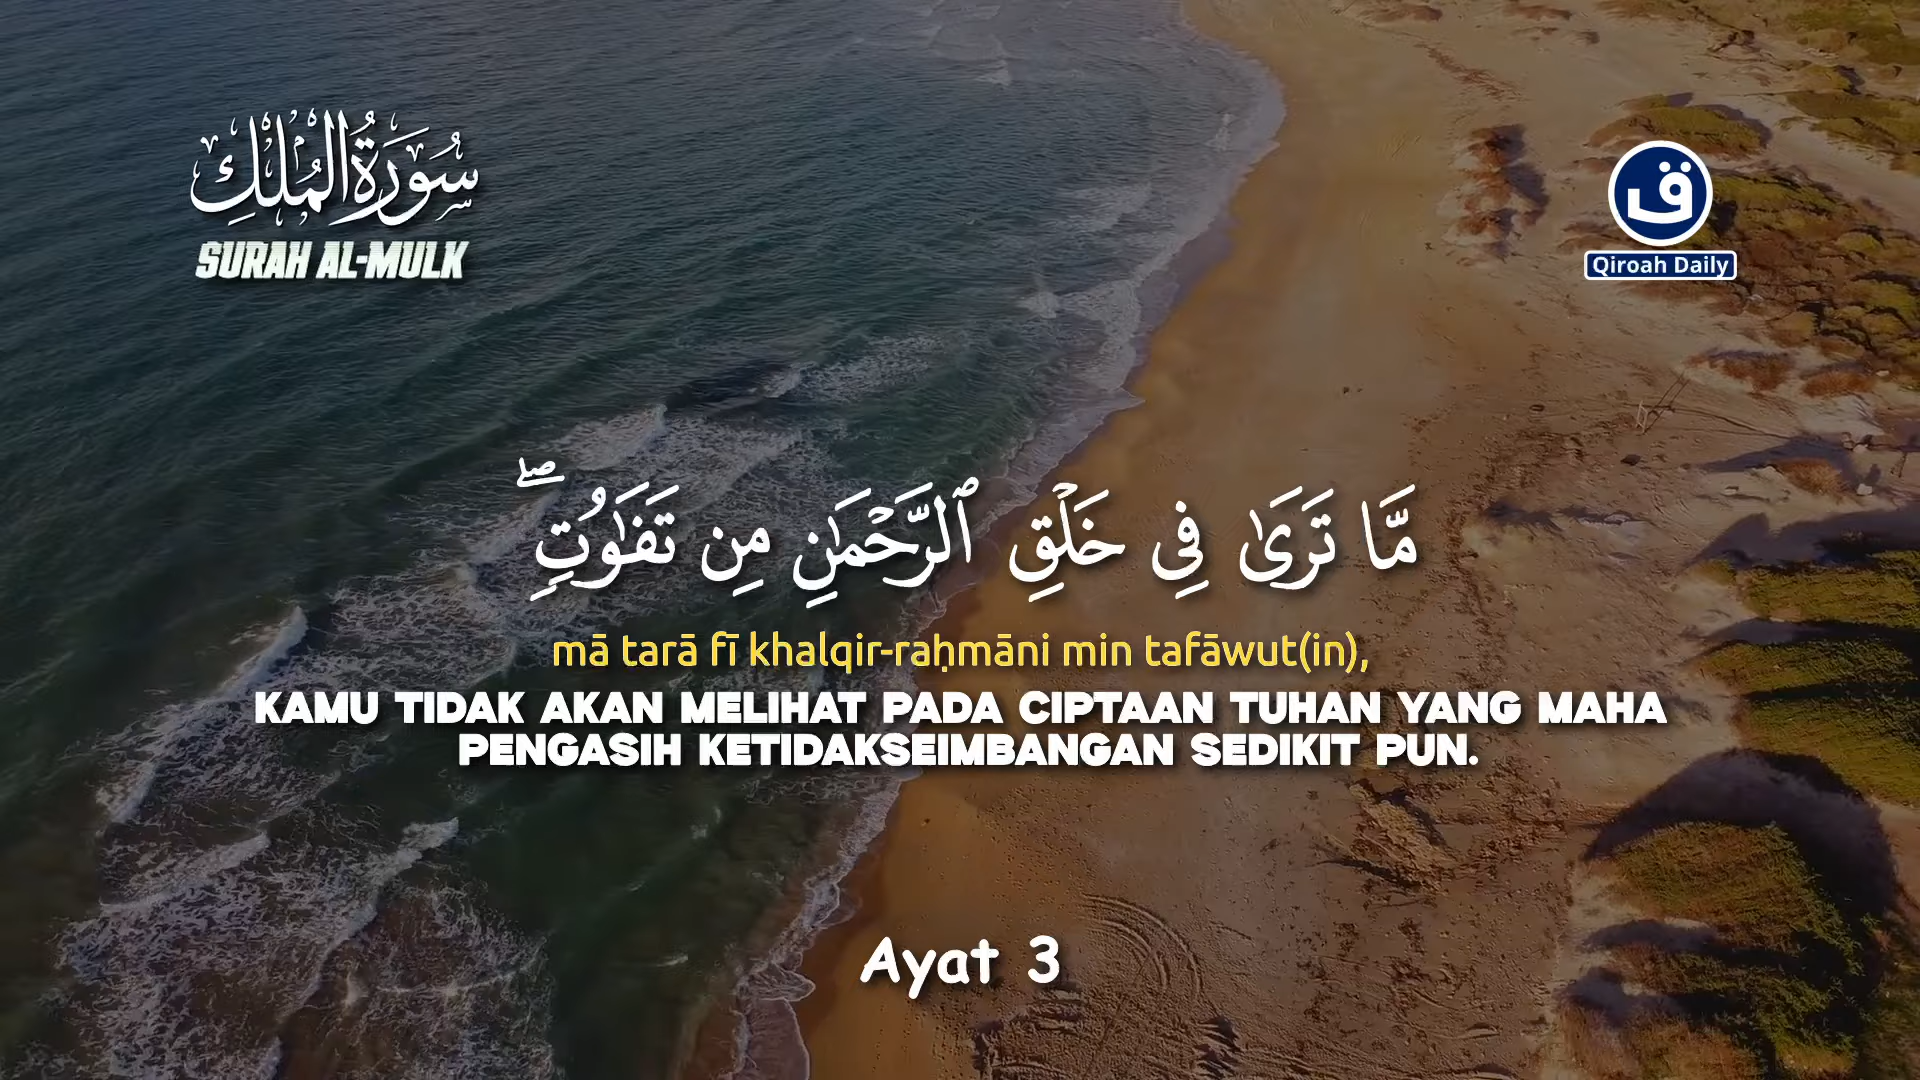 سُورَةُ الْمُلْكِ
SURAH AL-MULK
ق
Qiroah Daily
مَّا تَرَىٰ فِي خَلْقِ ٱلرَّحْمَـٰنِ مِن تَفَـٰوُتٍ ۖ
mā tarā fī khalqir-raḥmāni min tafāwut(in),
KAMU TIDAK AKAN MELIHAT PADA CIPTAAN TUHAN YANG MAHA
PENGASIH KETIDAKSEIMBANGAN SEDIKIT PUN.
Ayat 3